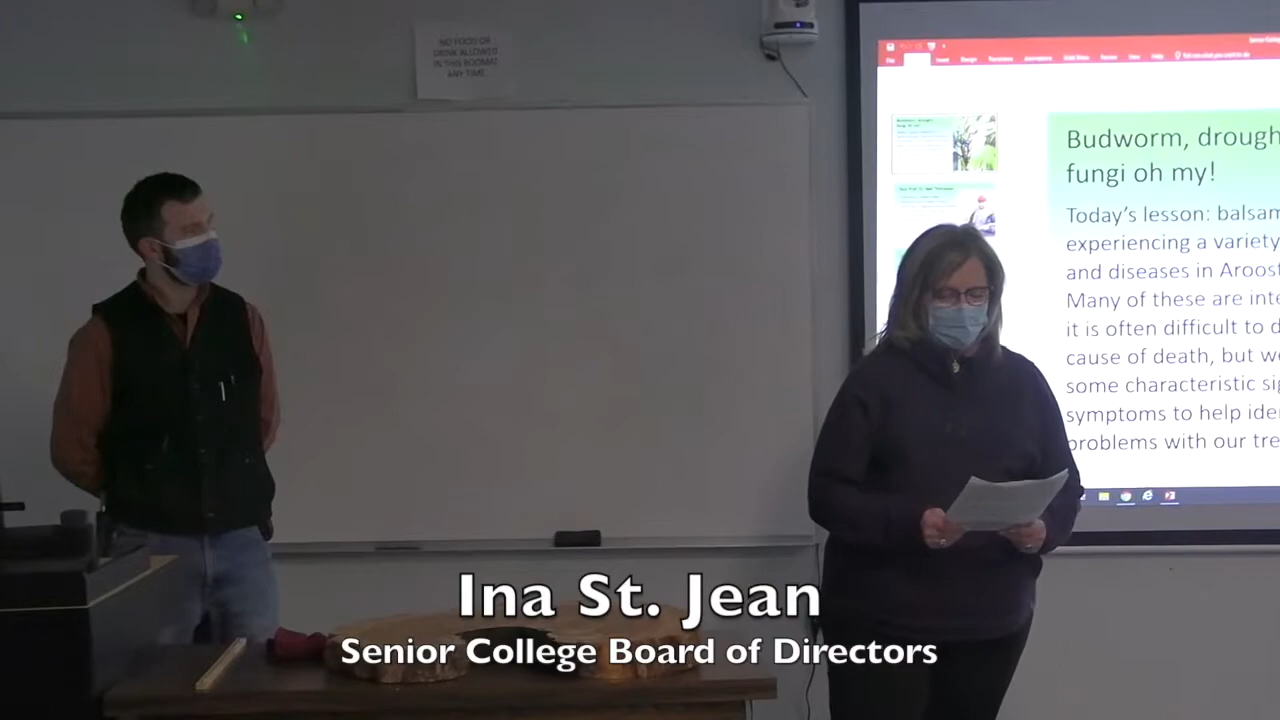 NO FOOD OR
DRINK ALLOWED
IN THIS ROOM AT
ANY TIME.
Budworm, drough
fungi oh my!
Today's lesson: balsam
experiencing a variety
and diseases in Aroost
Many of these are inte
it is often difficult to d
cause of death, but we
some characteristic sig
symptoms to help iden
problems with our tre
Ina St. Jean
Senior College Board of Directors